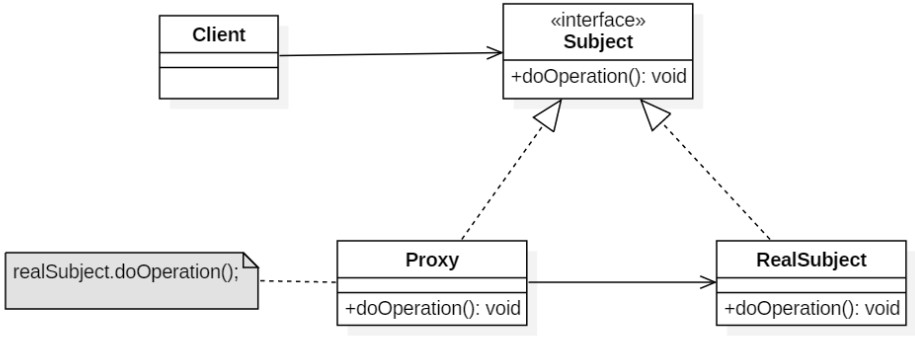 Client
«interface»
Subject
+doOperation(): void
realSubject.doOperation();
Proxy
+doOperation(): void
RealSubject
+doOperation(): void